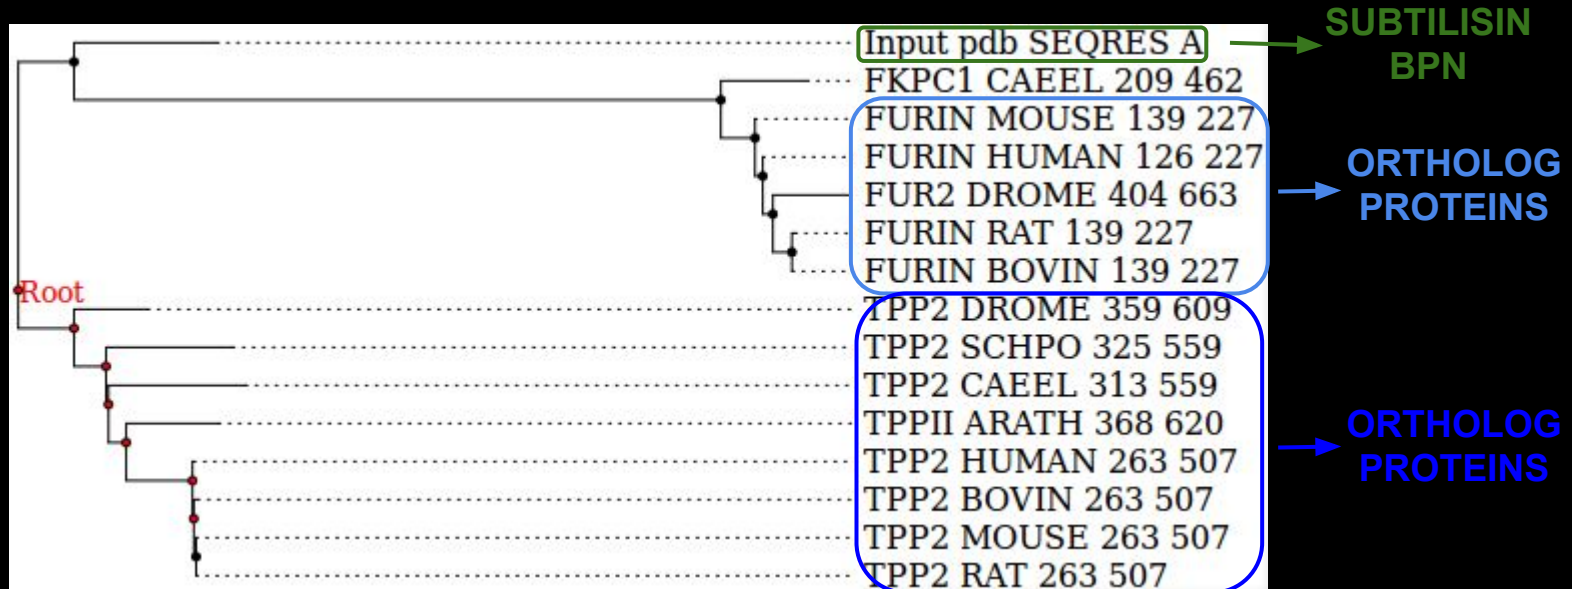 Input pdb SEQRES A
SUBTILISIN
BPN
FKPC1 CAEEL 209 462
FURIN MOUSE 139 227
FURIN HUMAN 126 227
FUR2 DROME 404 663
FURIN RAT 139 227
FURIN BOVIN 139 227
ORTHOLOG
PROTEINS
Root
TPP2 DROME 359 609
TPP2 SCHPO 325 559
TPP2 CAEEL 313 559
TPPII ARATH 368 620
TPP2 HUMAN 263 507
TPP2 BOVIN 263 507
TPP2 MOUSE 263 507
TPP2 RAT 263 507
ORTHOLOG
PROTEINS